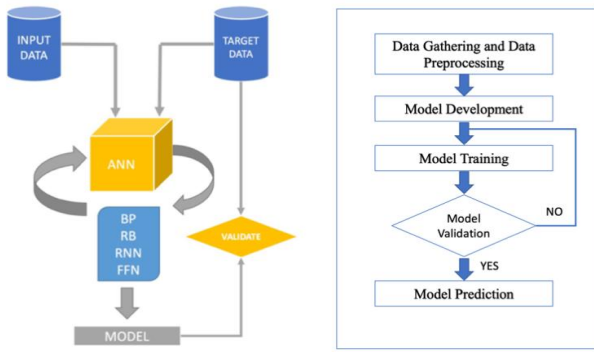 INPUT
DATA
TARGET
DATA
ANN
BP
RB
RNN
FFN
VALIDATE
MODEL
Data Gathering and Data
Preprocessing
Model Development
Model Training
Model
Validation
NO
YES
Model Prediction